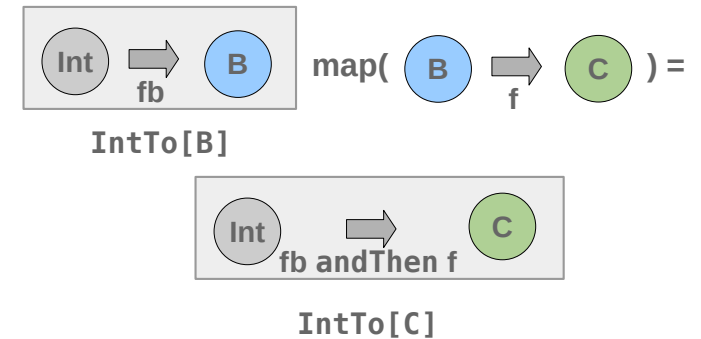 Int B map( B C ) =
fb f
IntTo[B]
Int C
fb andThen f
IntTo[C]